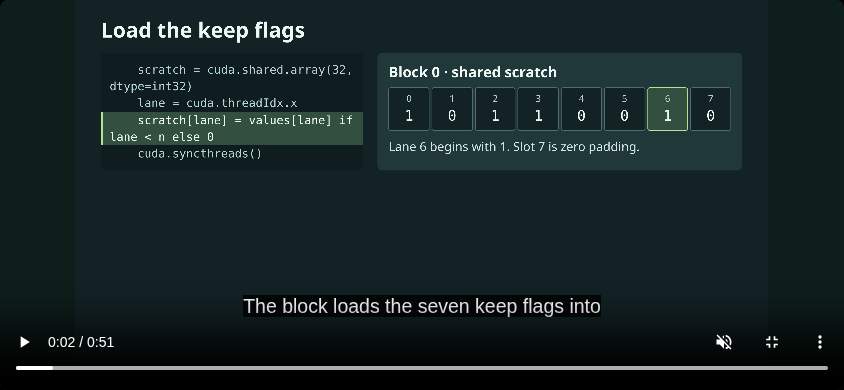 Load the keep flags
scratch = cuda.shared.array(32,
dtype=int32)
lane = cuda.threadIdx.x
scratch[lane] = values[lane] if
lane < n else 0
cuda.syncthreads()
Block 0 · shared scratch
0 1 2 3 4 5 6 7
1 0 1 1 0 0 1 0
Lane 6 begins with 1. Slot 7 is zero padding.
The block loads the seven keep flags into
0:02 / 0:51